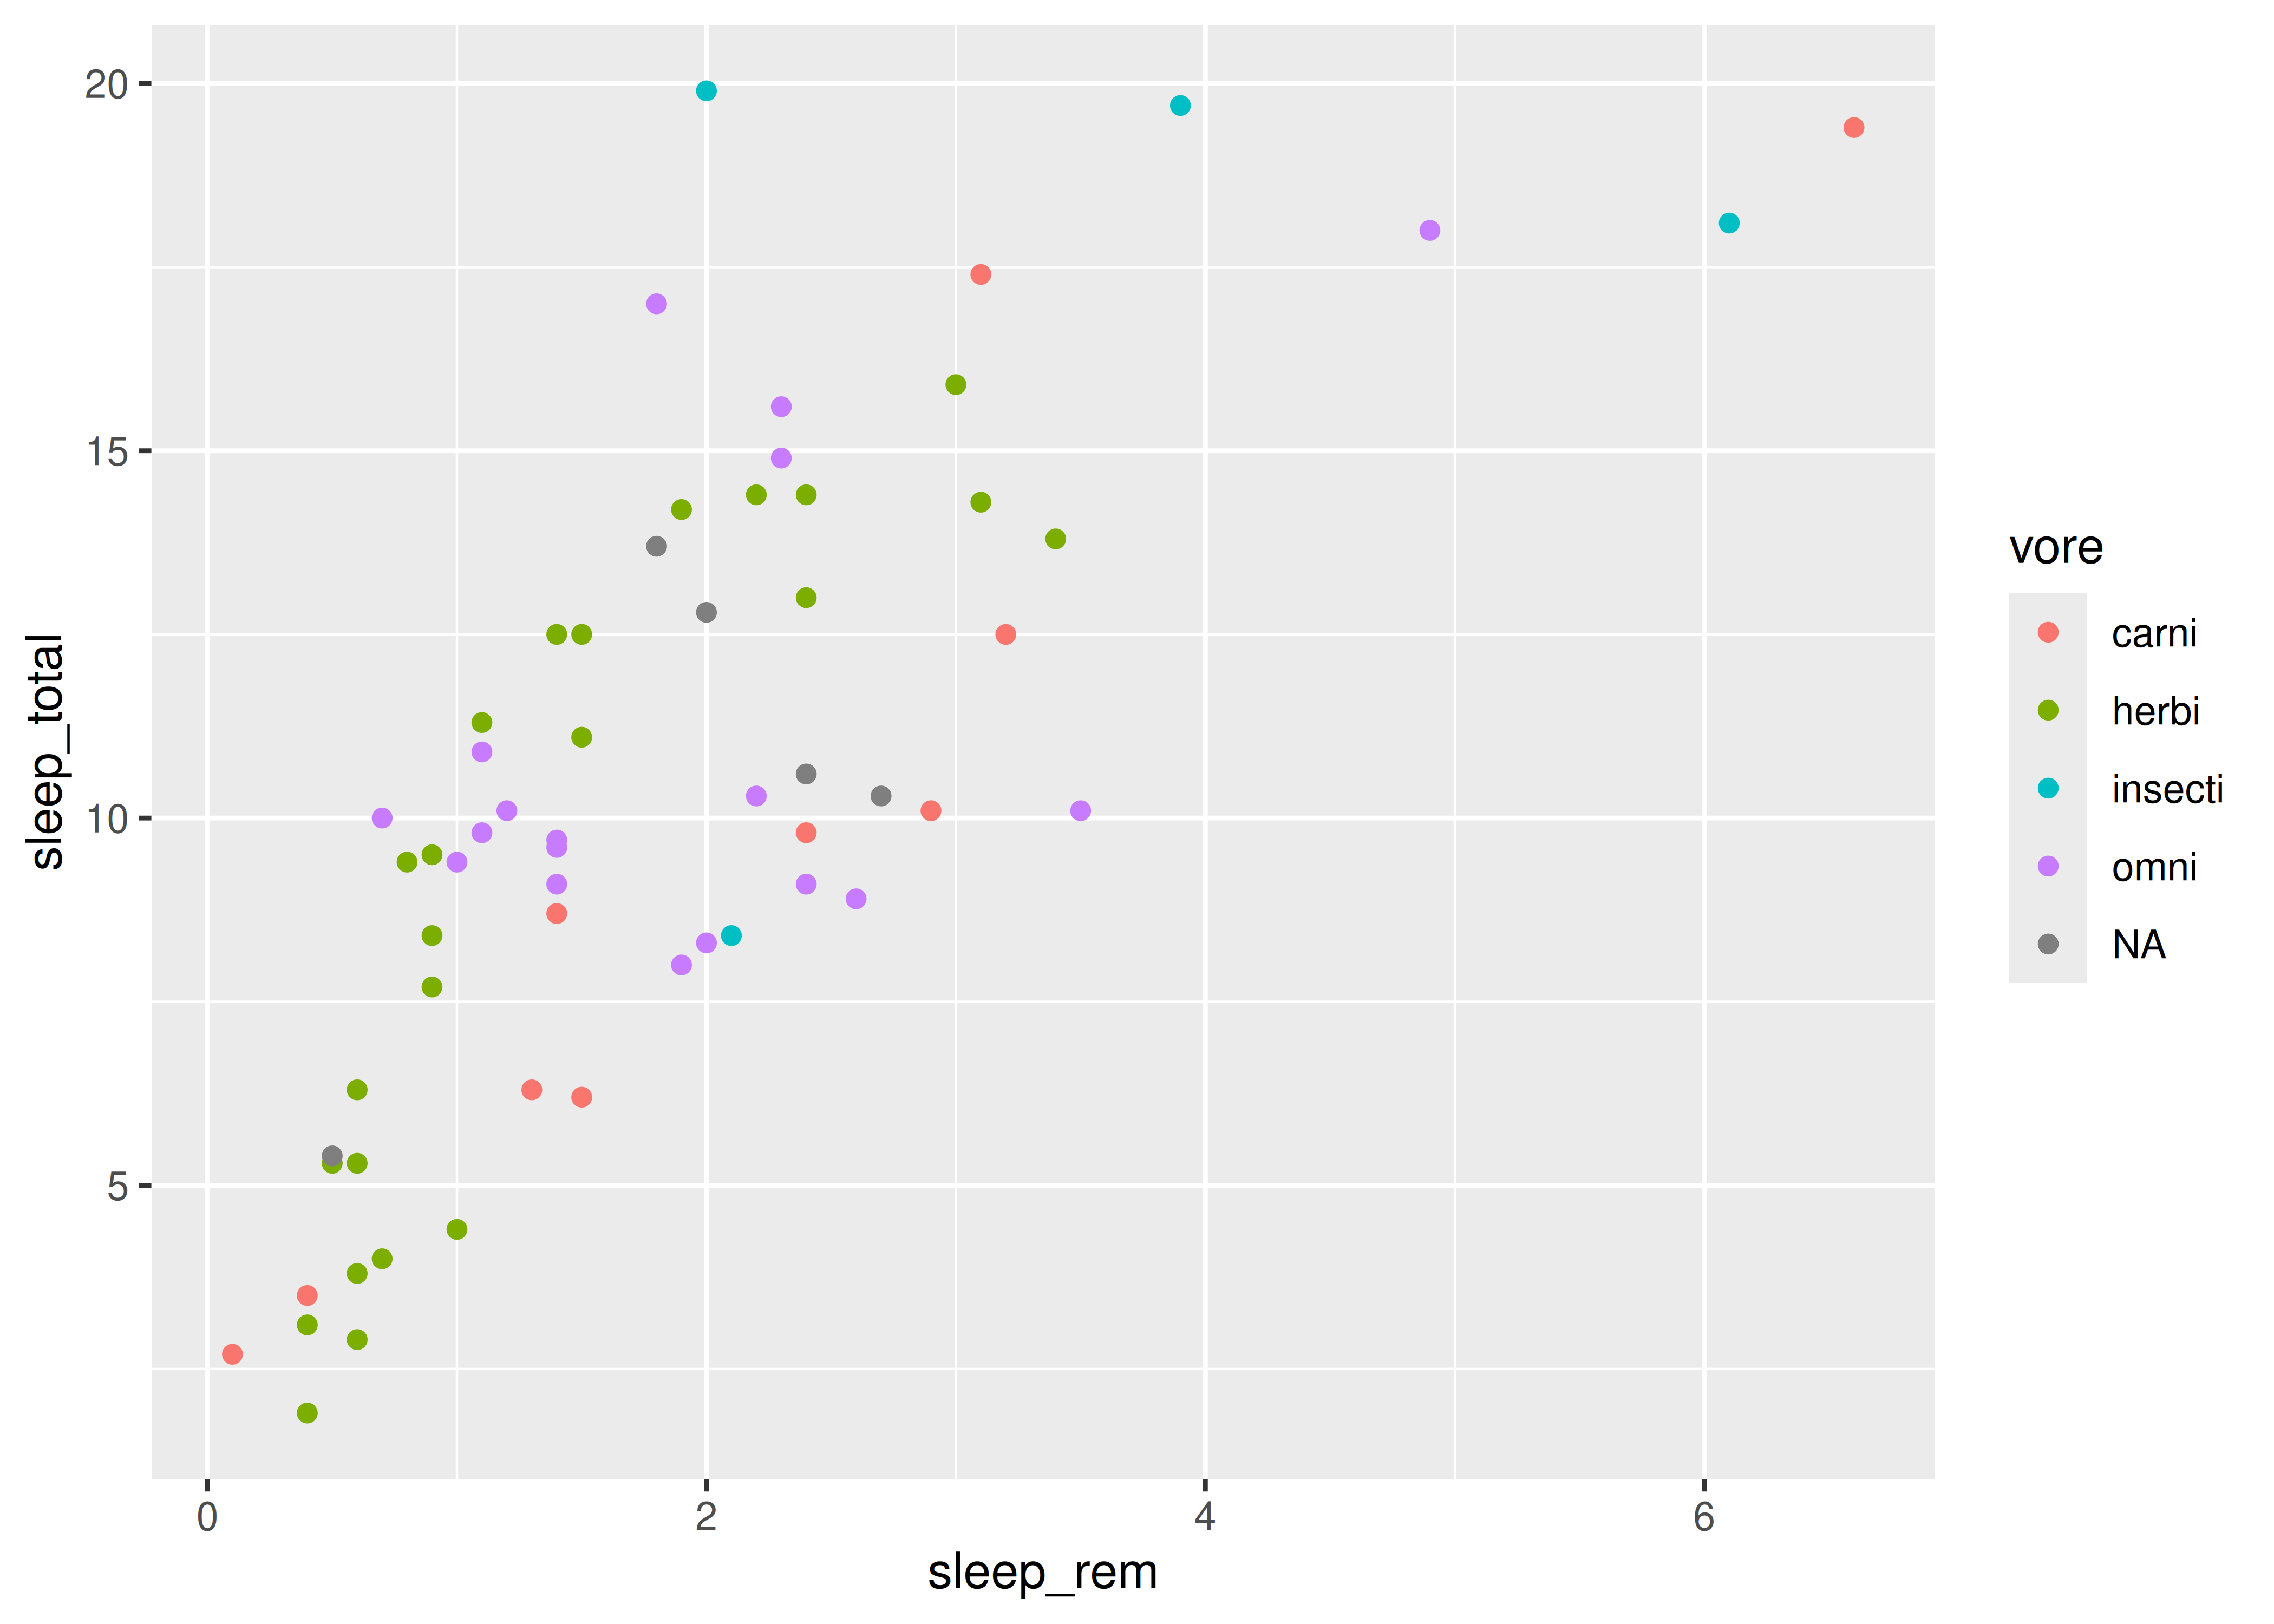 20
15
10
5
sleep_total
0 2 4 6
sleep_rem
vore
carni
herbi
insecti
omni
NA